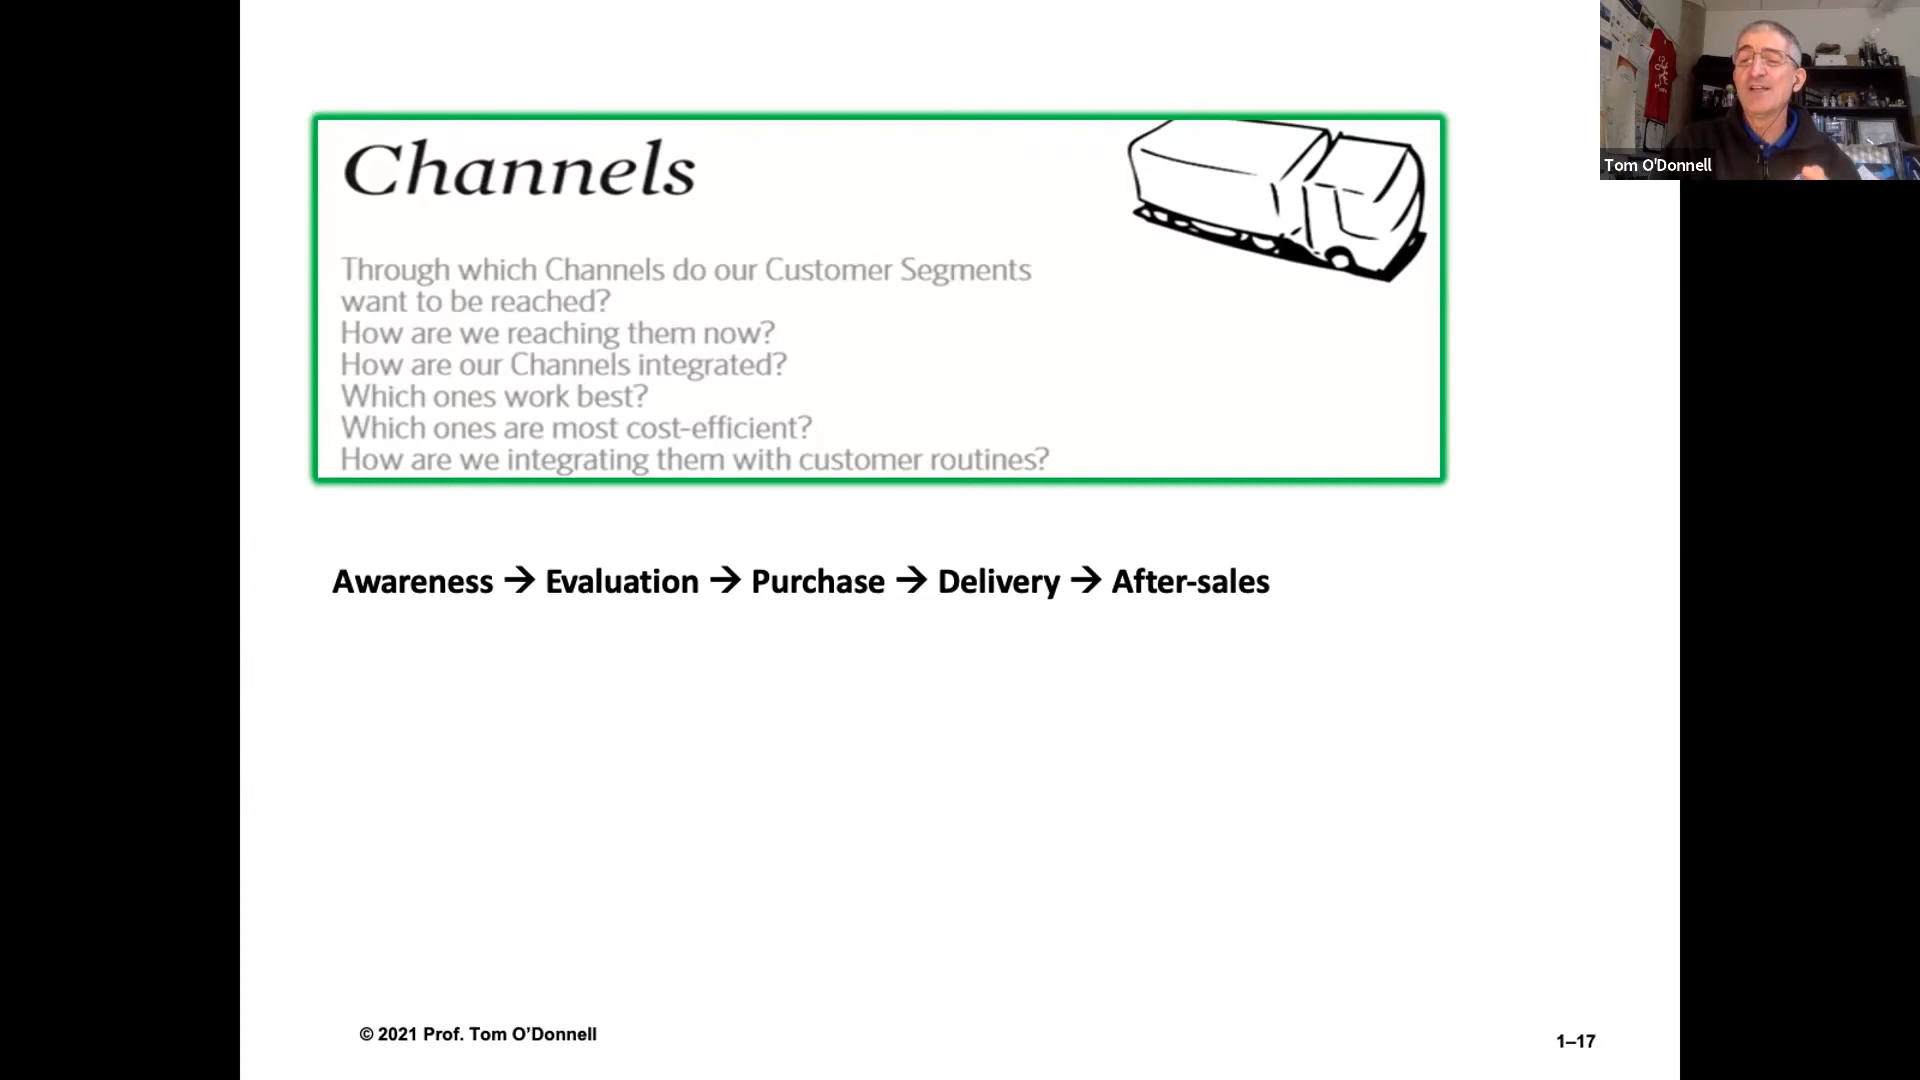 Channels
Through which Channels do our Customer Segments
want to be reached?
How are we reaching them now?
How are our Channels integrated?
Which ones work best?
Which ones are most cost-efficient?
How are we integrating them with customer routines?
Awareness → Evaluation → Purchase → Delivery → After-sales
© 2021 Prof. Tom O’Donnell
1–17
Tom O'Donnell